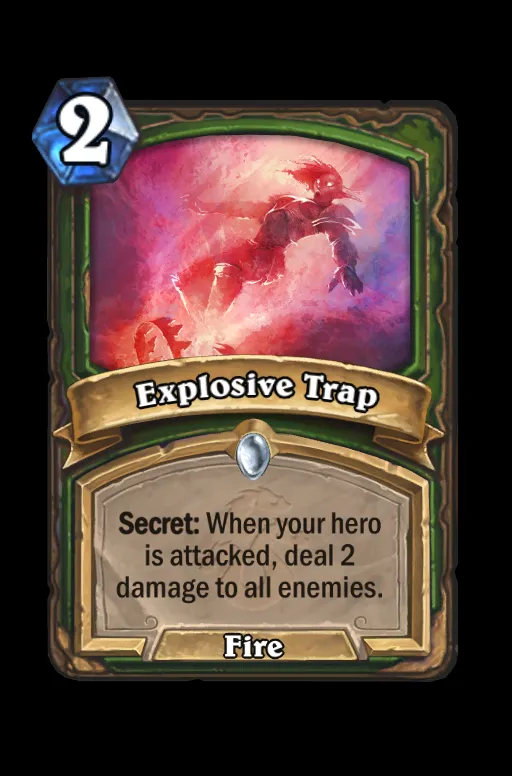 2
Explosive Trap
Secret: When your hero
is attacked, deal 2
damage to all enemies.
Fire